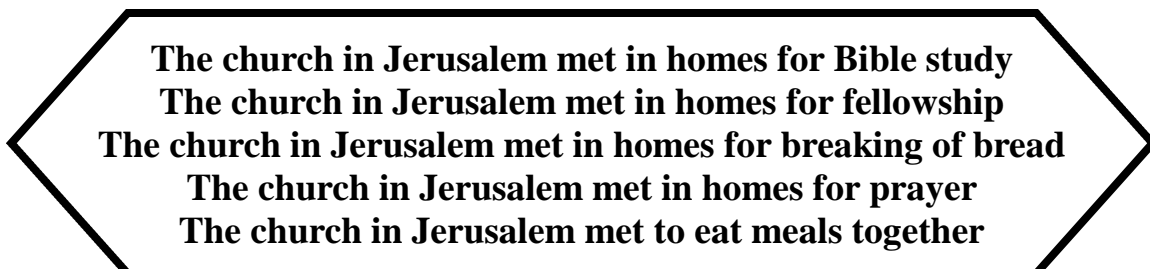 The church in Jerusalem met in homes for Bible study
The church in Jerusalem met in homes for fellowship
The church in Jerusalem met in homes for breaking of bread
The church in Jerusalem met in homes for prayer
The church in Jerusalem met to eat meals together